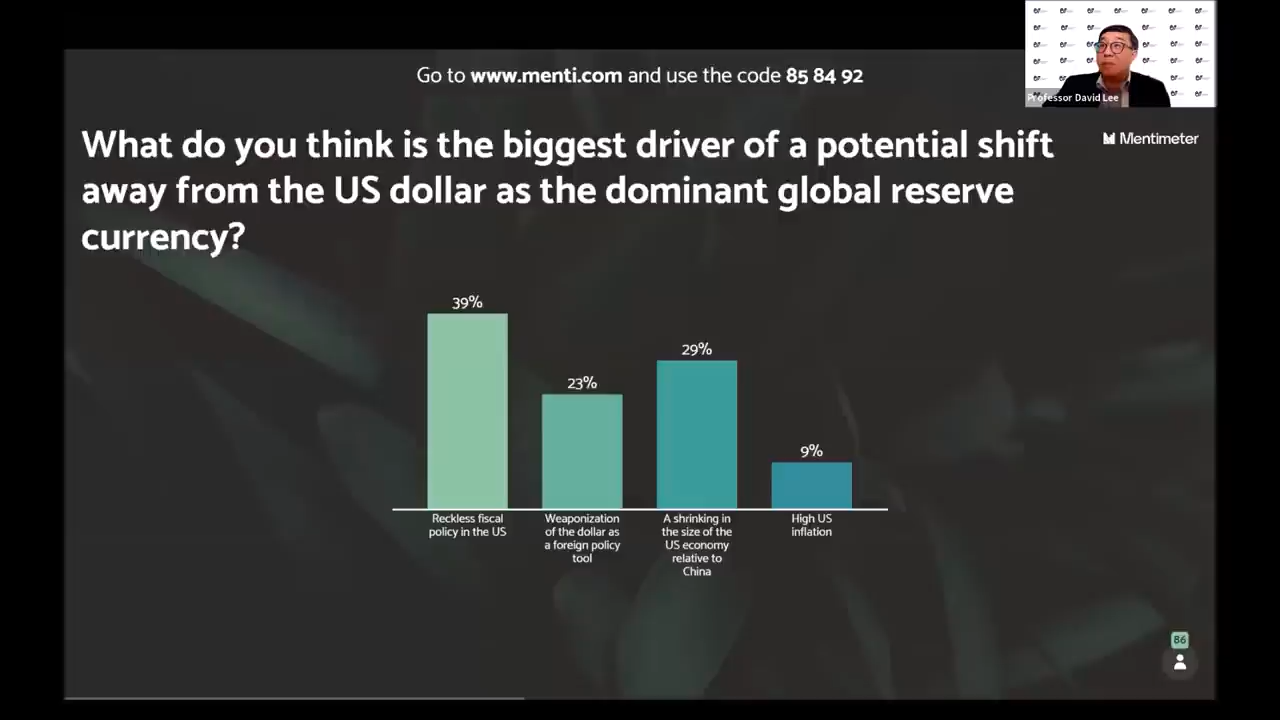 Go to www.menti.com and use the code 85 84 92
Professor David Lee
Mentimeter
What do you think is the biggest driver of a potential shift
away from the US dollar as the dominant global reserve
currency?
39%
23%
29%
9%
Reckless fiscal
policy in the US
Weaponization
of the dollar as
a foreign policy
tool
A shrinking in
the size of the
US economy
relative to
China
High US
inflation
86